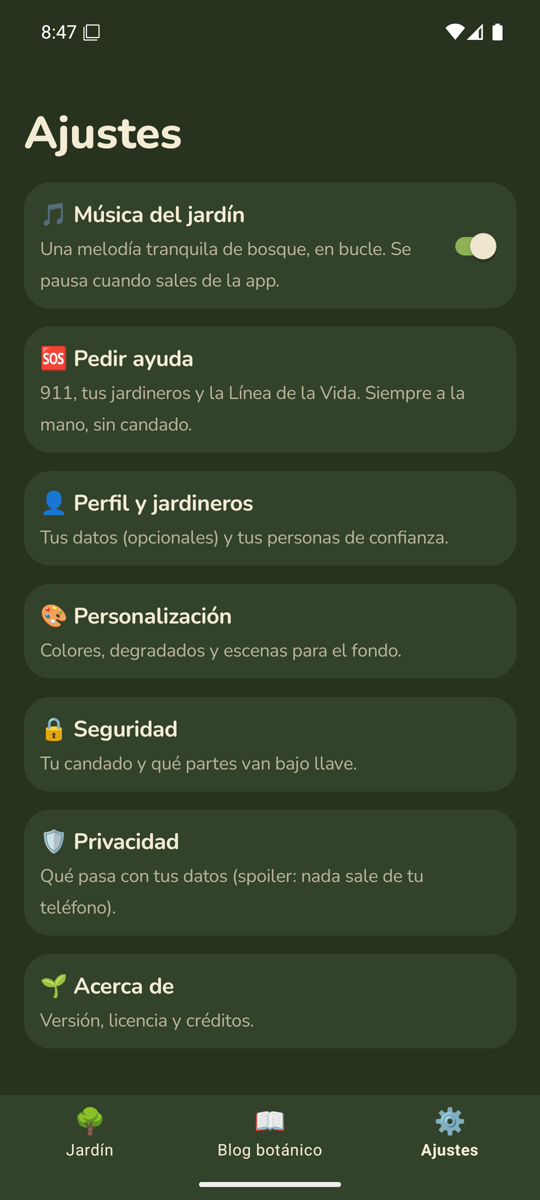 8:47
Ajustes
🎵 Música del jardín
Una melodía tranquila de bosque, en bucle. Se
pausa cuando sales de la app.
🆘 Pedir ayuda
911, tus jardineros y la Línea de la Vida. Siempre a la
mano, sin candado.
👤 Perfil y jardineros
Tus datos (opcionales) y tus personas de confianza.
🎨 Personalización
Colores, degradados y escenas para el fondo.
🔒 Seguridad
Tu candado y qué partes van bajo llave.
🛡️ Privacidad
Qué pasa con tus datos (spoiler: nada sale de tu
teléfono).
🌱 Acerca de
Versión, licencia y créditos.
Jardín
Blog botánico
Ajustes